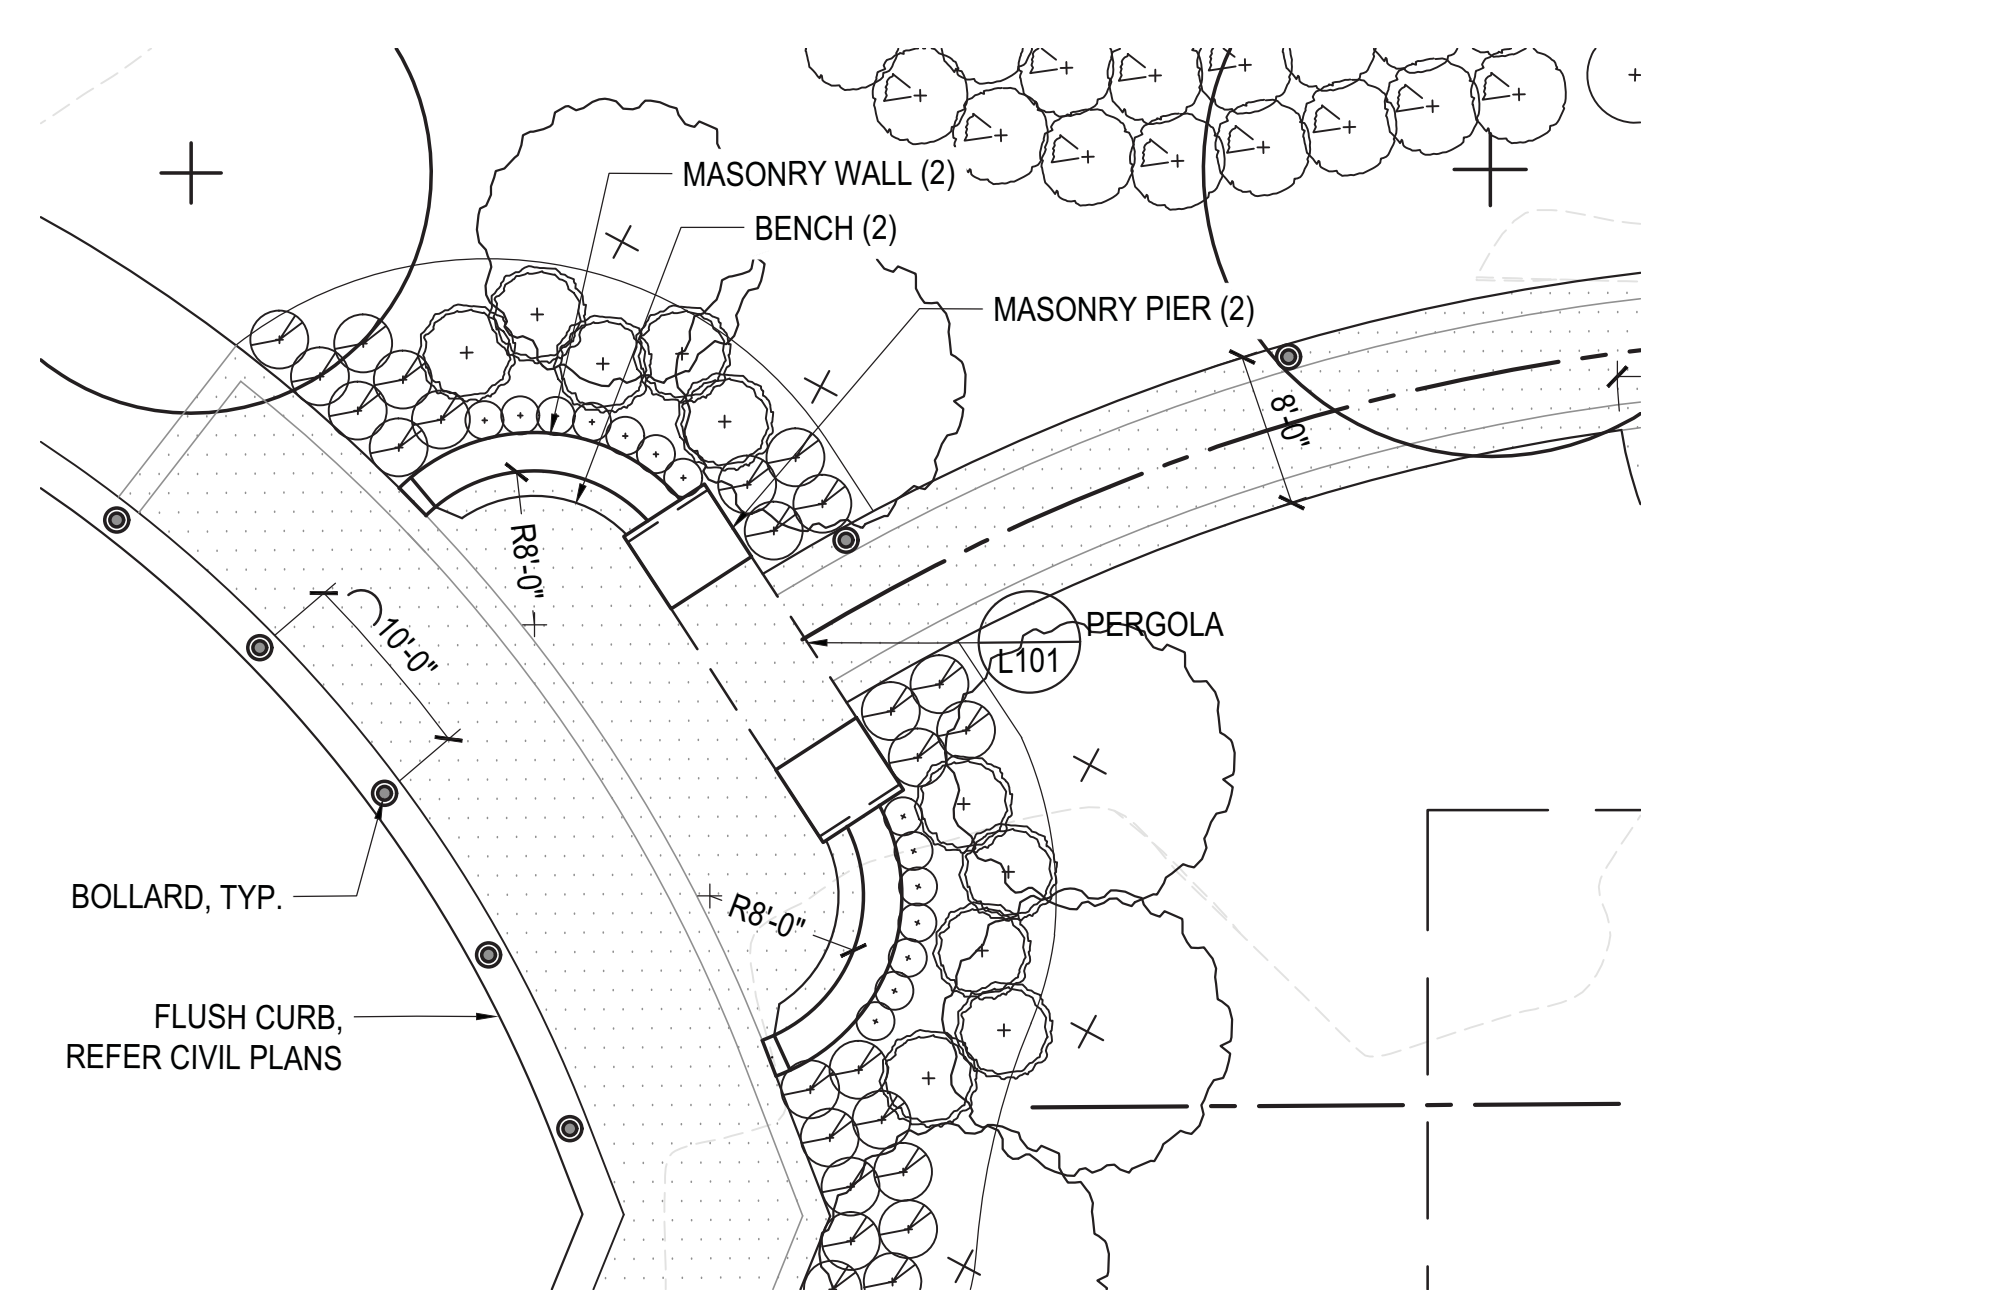 MASONRY WALL (2)
BENCH (2)
MASONRY PIER (2)
8'-0"
R8'-0"
10'-0"
PERGOLA
L101
BOLLARD, TYP.
R8'-0"
FLUSH CURB,
REFER CIVIL PLANS